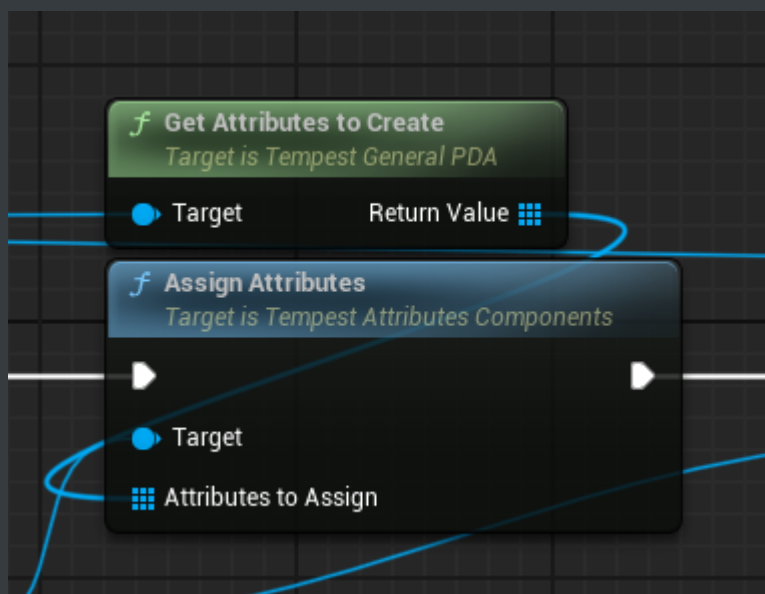 f Get Attributes to Create
Target is Tempest General PDA
Target Return Value
f Assign Attributes
Target is Tempest Attributes Components
Target
Attributes to Assign